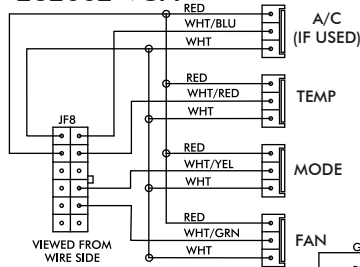 RED
WHT/BLU
WHT
A/C
(IF USED)
RED
WHT/RED
WHT
TEMP
JF8
RED
WHT/YEL
WHT
MODE
RED
WHT/GRN
WHT
FAN
VIEWED FROM
WIRE SIDE